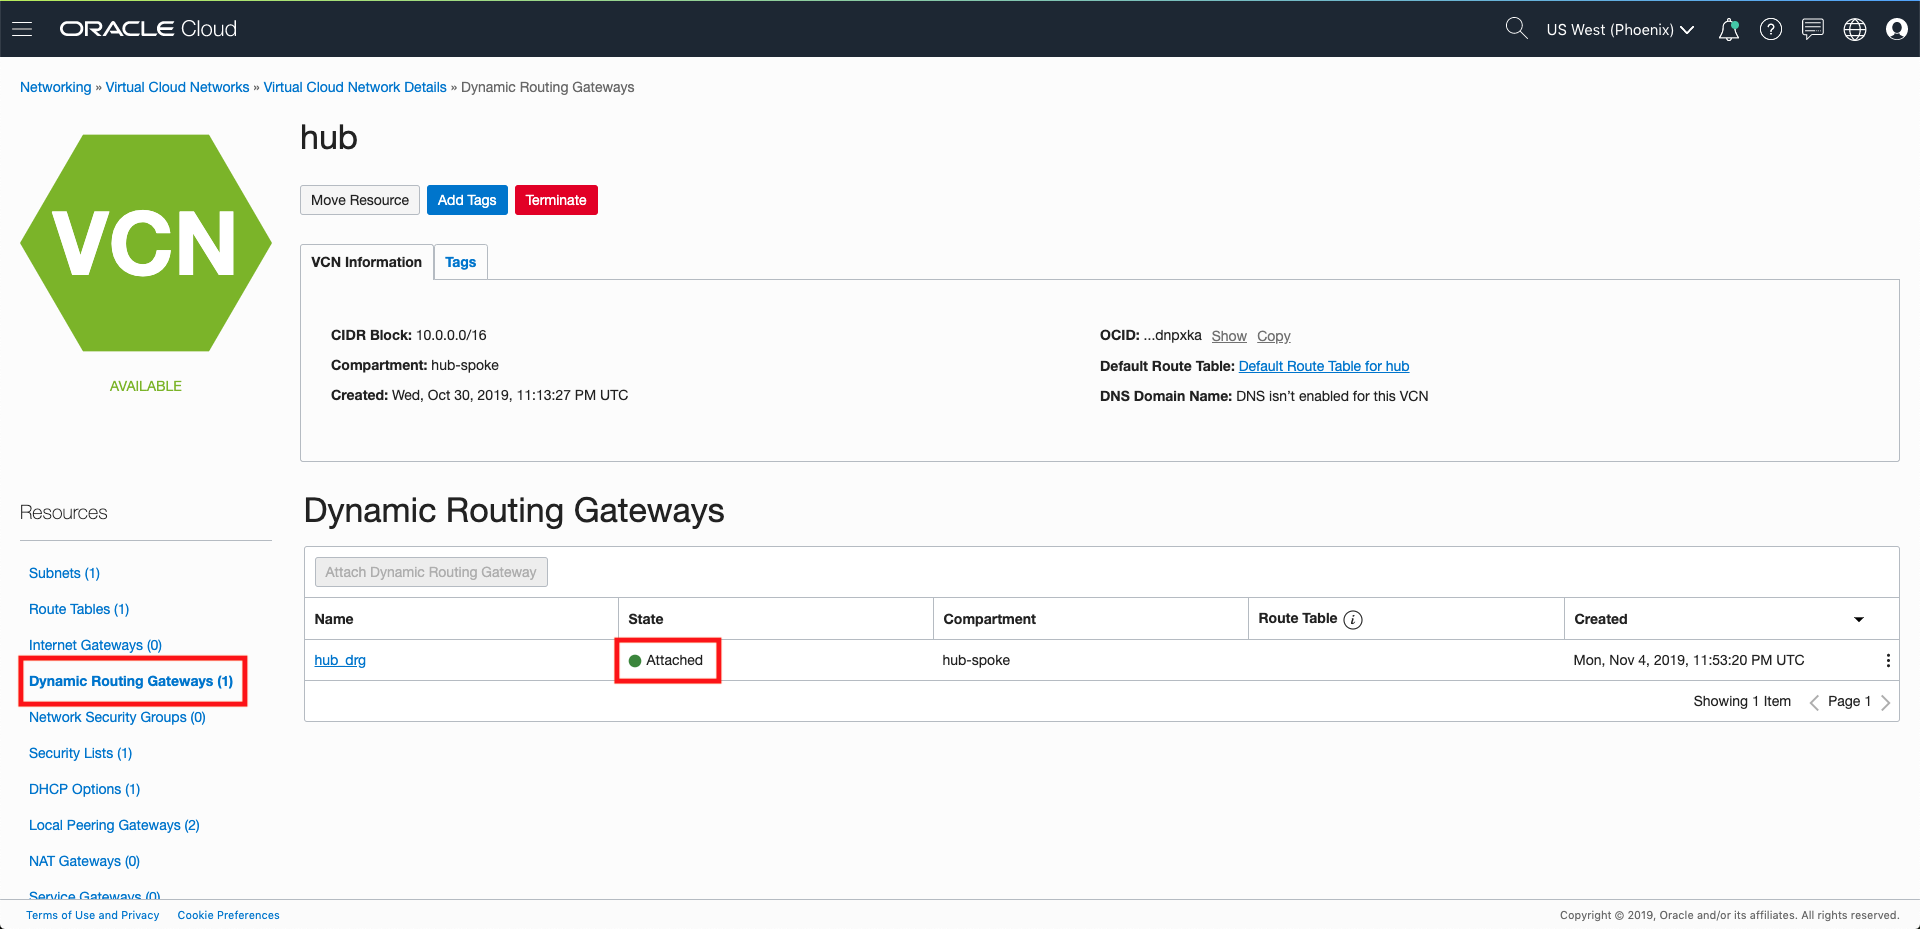 ORACLE Cloud
US West (Phoenix)
Networking » Virtual Cloud Networks » Virtual Cloud Network Details » Dynamic Routing Gateways
VCN
AVAILABLE
hub
Move Resource Add Tags Terminate
VCN Information Tags
CIDR Block: 10.0.0.0/16
Compartment: hub-spoke
Created: Wed, Oct 30, 2019, 11:13:27 PM UTC
OCID: ...dnpxka Show Copy
Default Route Table: Default Route Table for hub
DNS Domain Name: DNS isn't enabled for this VCN
Resources
Subnets (1)
Route Tables (1)
Internet Gateways (0)
Dynamic Routing Gateways (1)
Network Security Groups (0)
Security Lists (1)
DHCP Options (1)
Local Peering Gateways (2)
NAT Gateways (0)
Service Gateways (0)
Dynamic Routing Gateways
Attach Dynamic Routing Gateway
Name State Compartment Route Table i Created
hub_drg Attached hub-spoke Mon, Nov 4, 2019, 11:53:20 PM UTC
Showing 1 Item Page 1
Terms of Use and Privacy Cookie Preferences
Copyright © 2019, Oracle and/or its affiliates. All rights reserved.